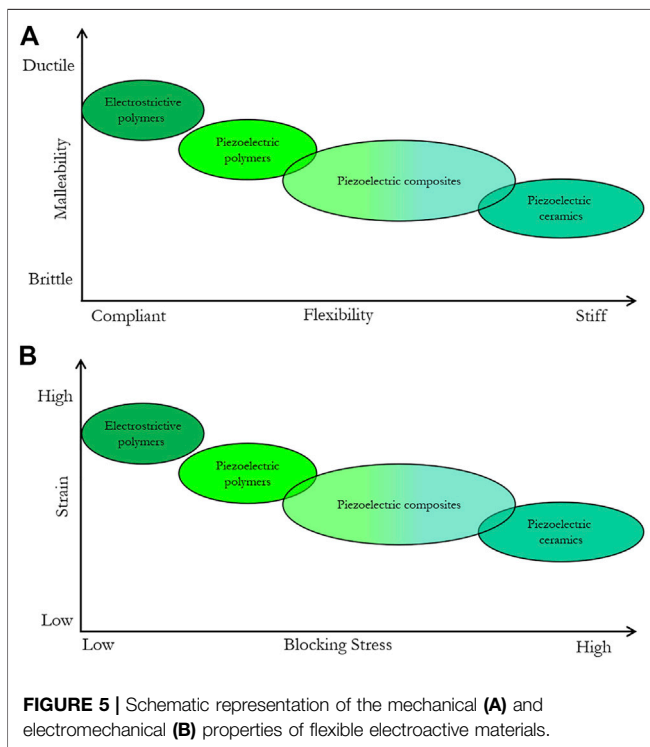 A
Ductile
Malleability
Brittle
Electrostrictive
polymers
Piezoelectric
polymers
Piezoelectric composites
Piezoelectric
ceramics
Compliant
Flexibility
Stiff
B
High
Strain
Low
Electrostrictive
polymers
Piezoelectric
polymers
Piezoelectric composites
Piezoelectric
ceramics
Low
Blocking Stress
High
FIGURE 5 | Schematic representation of the mechanical (A) and
electromechanical (B) properties of flexible electroactive materials.